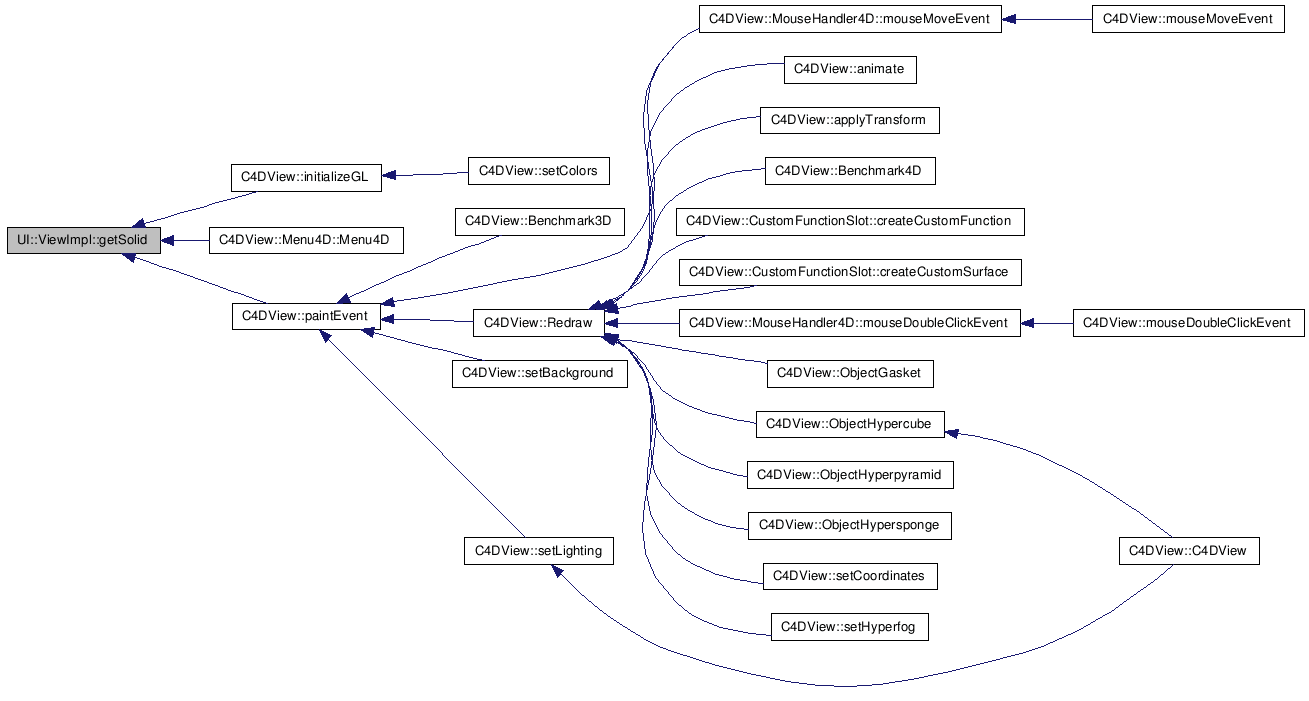 C4DView::MouseHandler4D::mouseMoveEvent
C4DView::mouseMoveEvent
C4DView::animate
C4DView::applyTransform
C4DView::initializeGL
C4DView::setColors
C4DView::Benchmark4D
C4DView::Benchmark3D
C4DView::CustomFunctionSlot::createCustomFunction
UI::ViewImpl::getSolid
C4DView::Menu4D::Menu4D
C4DView::CustomFunctionSlot::createCustomSurface
C4DView::paintEvent
C4DView::Redraw
C4DView::MouseHandler4D::mouseDoubleClickEvent
C4DView::mouseDoubleClickEvent
C4DView::setBackground
C4DView::ObjectGasket
C4DView::ObjectHypercube
C4DView::ObjectHyperpyramid
C4DView::ObjectHypersponge
C4DView::setLighting
C4DView::C4DView
C4DView::setCoordinates
C4DView::setHyperfog